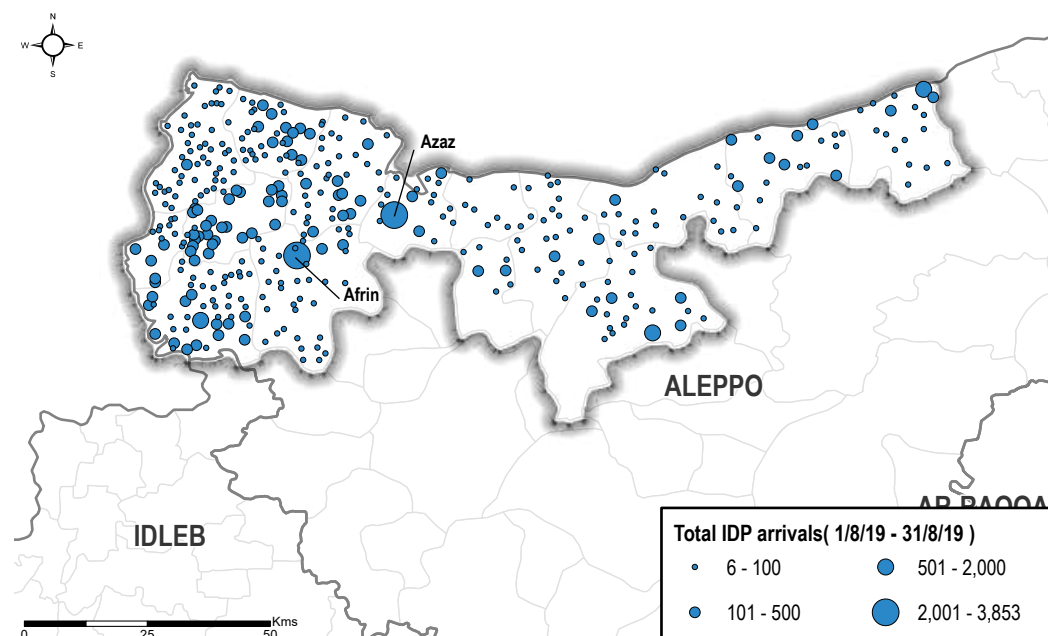 N
W E
S
Azaz
Afrin
ALEPPO
IDLEB
Total IDP arrivals( 1/8/19 - 31/8/19 )
6 - 100
501 - 2,000
101 - 500
2,001 - 3,853
Kms
0 25 50